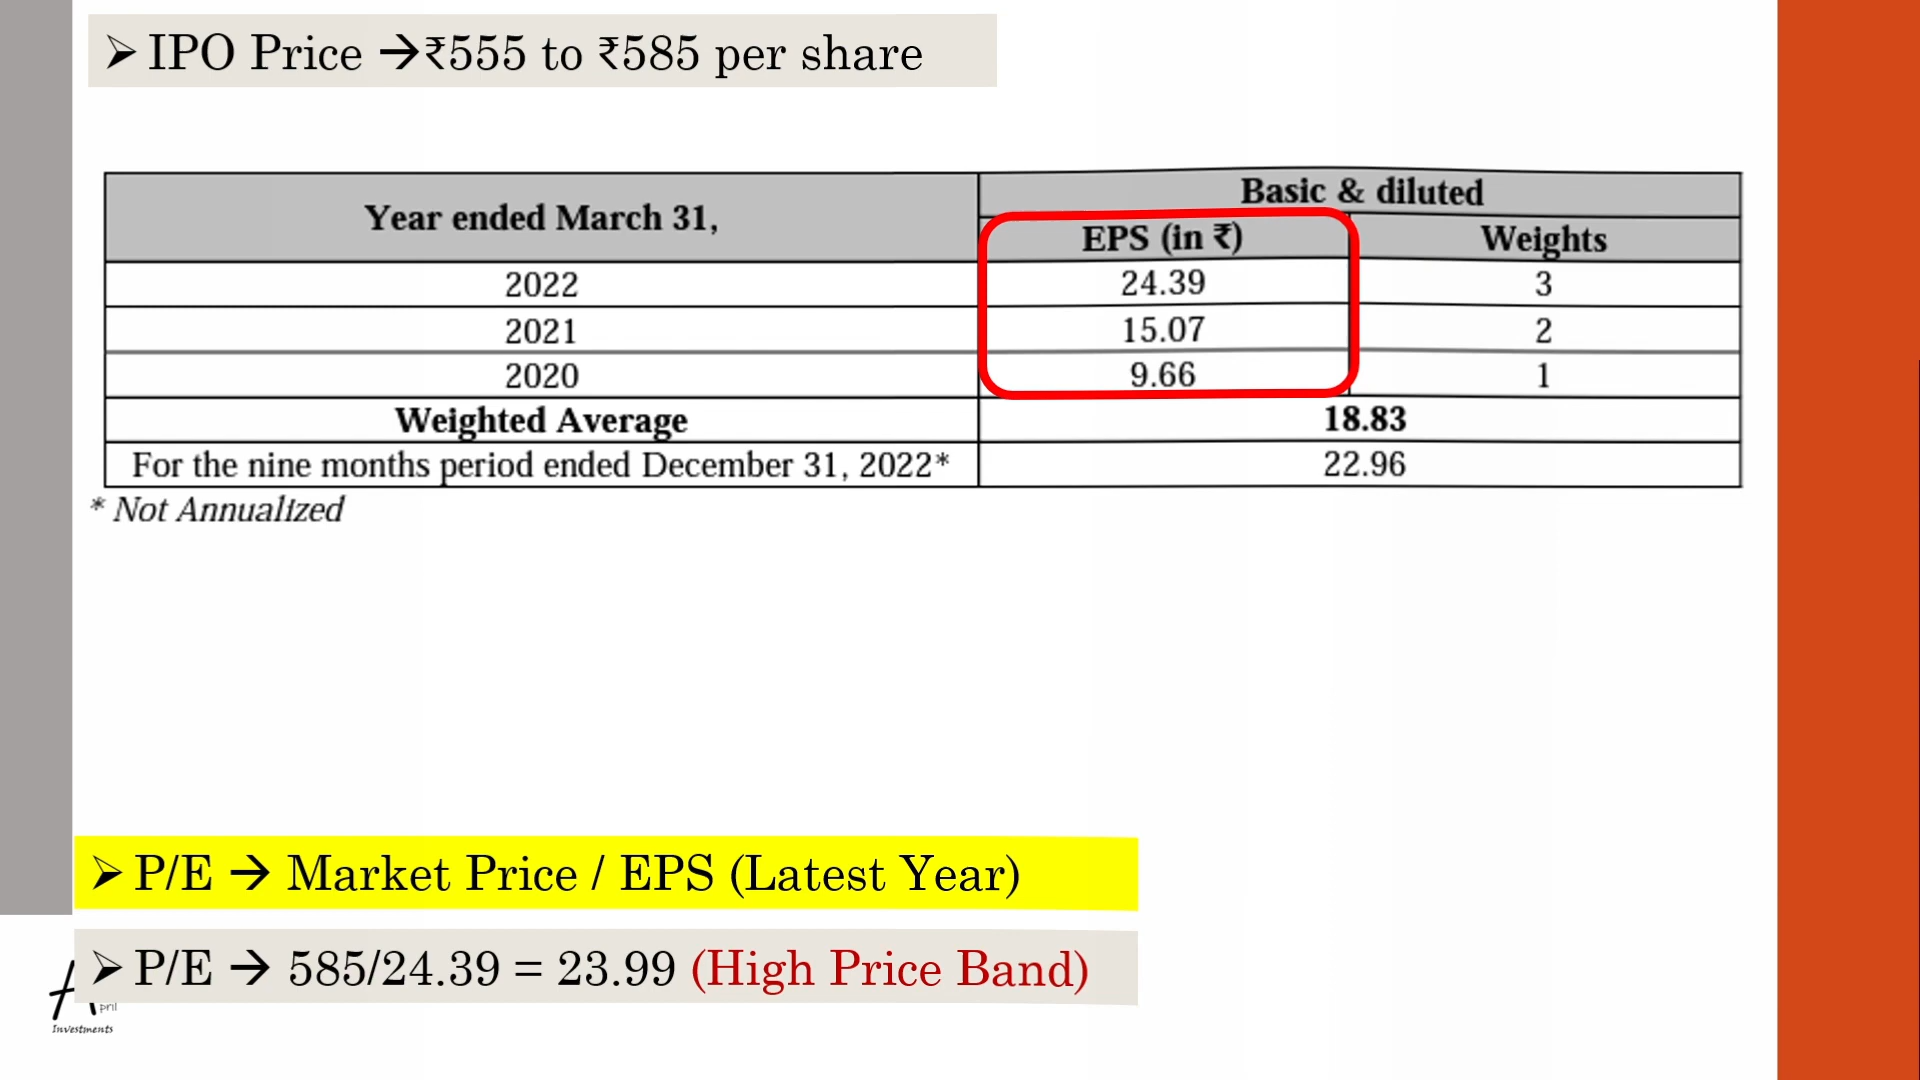 ➢ IPO Price →₹555 to ₹585 per share
Year ended March 31, Basic & diluted
EPS (in ₹) Weights
2022 24.39 3
2021 15.07 2
2020 9.66 1
Weighted Average 18.83
For the nine months period ended December 31, 2022* 22.96
* Not Annualized
➢ P/E → Market Price / EPS (Latest Year)
➢ P/E → 585/24.39 = 23.99 (High Price Band)
April
Investments